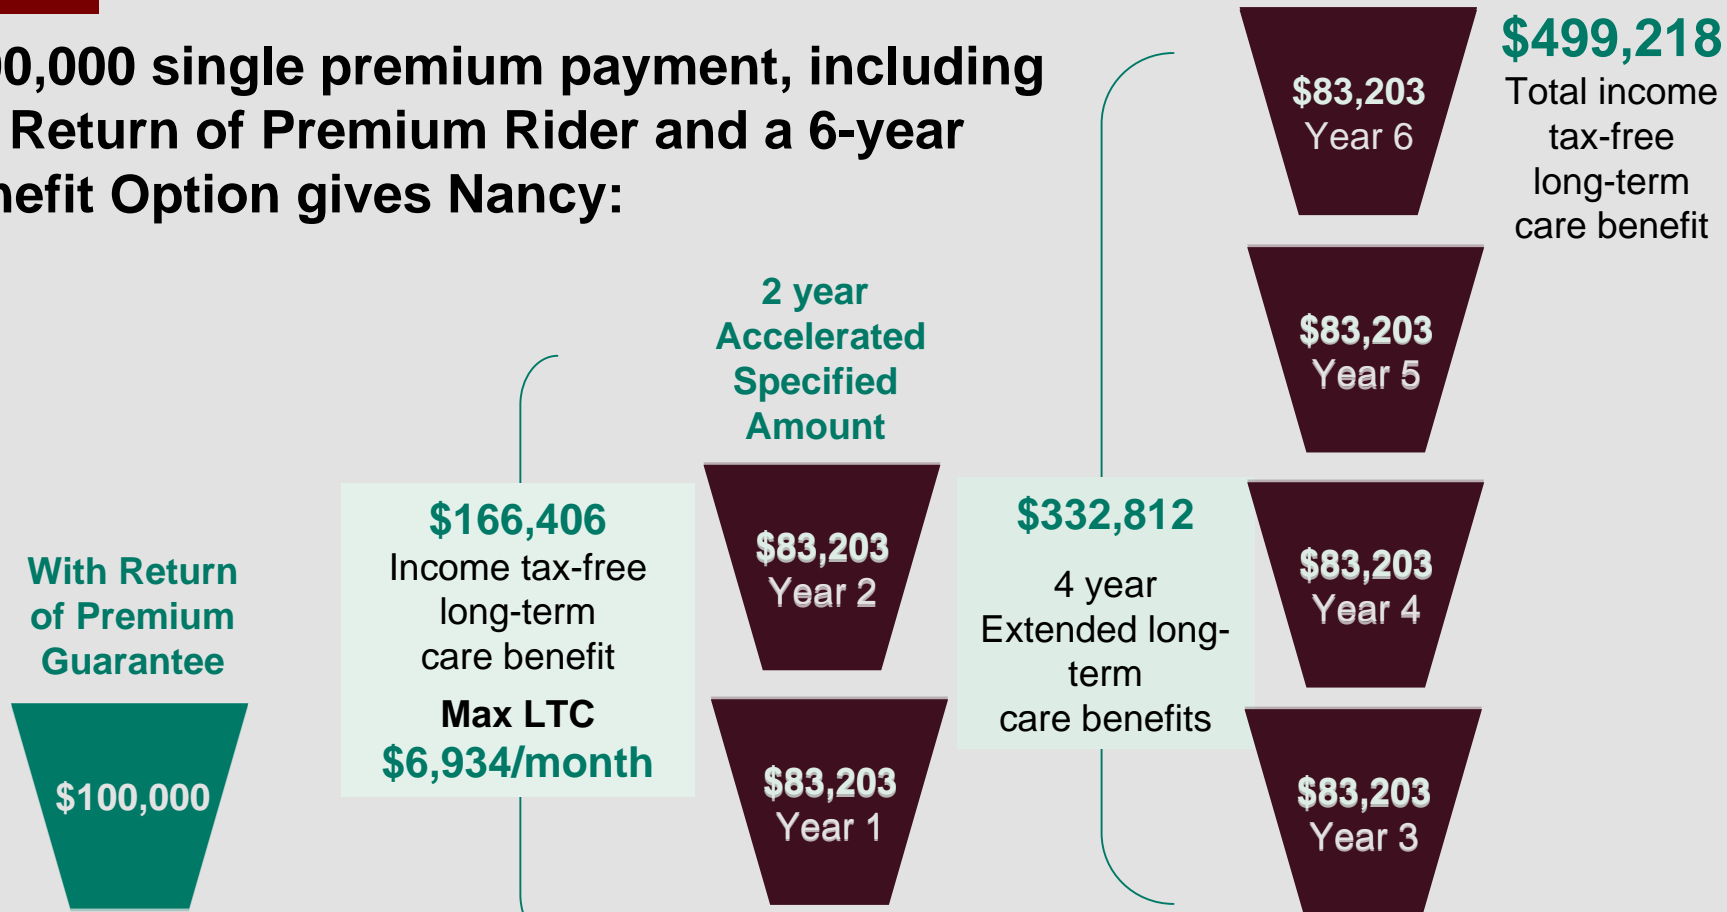 00,000 single premium payment, including
Return of Premium Rider and a 6-year
nefit Option gives Nancy:
With Return
of Premium
Guarantee
$100,000
$166,406
Income tax-free
long-term
care benefit
Max LTC
$6,934/month
2 year
Accelerated
Specified
Amount
$83,203
Year 2
$83,203
Year 1
$332,812
4 year
Extended long-
term
care benefits
$83,203
Year 6
$83,203
Year 5
$83,203
Year 4
$83,203
Year 3
$499,218
Total income
tax-free
long-term
care benefit